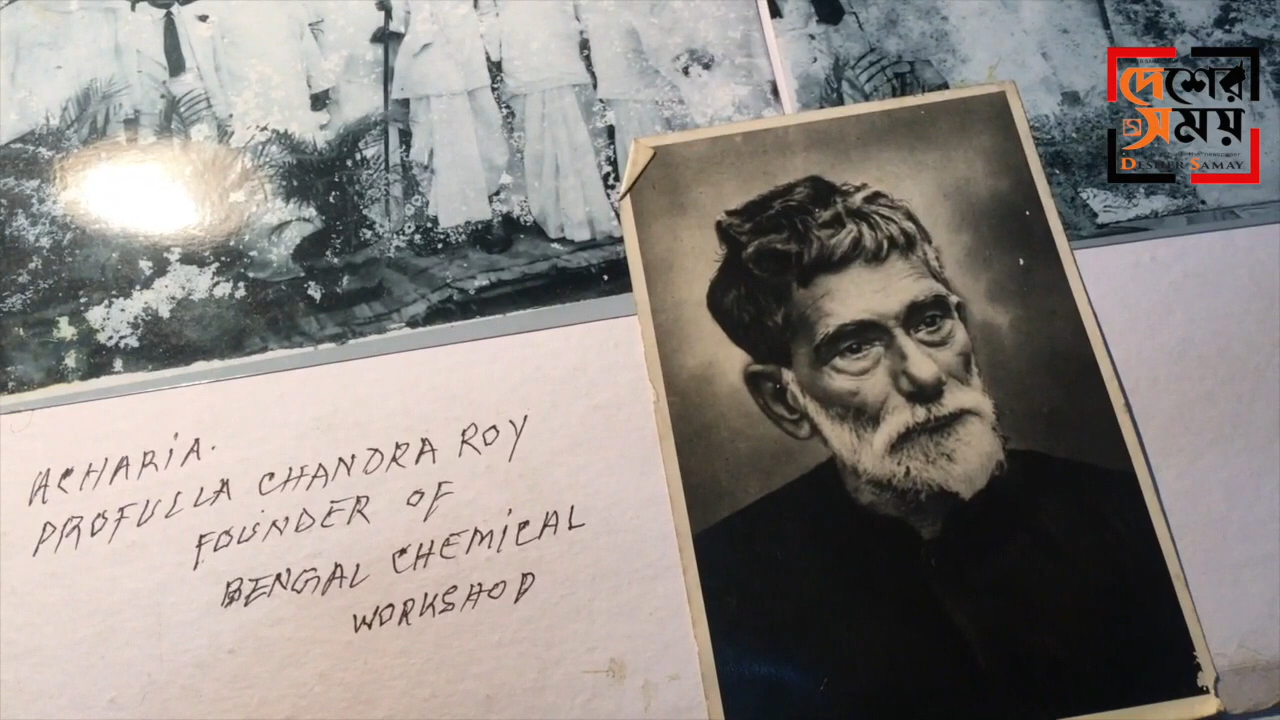 ACHARIA.
PROFULLA CHANDRA ROY
FOUNDER OF
BENGAL CHEMICAL
WORKSHOP
দেশের
সময়
DESHER SAMAY